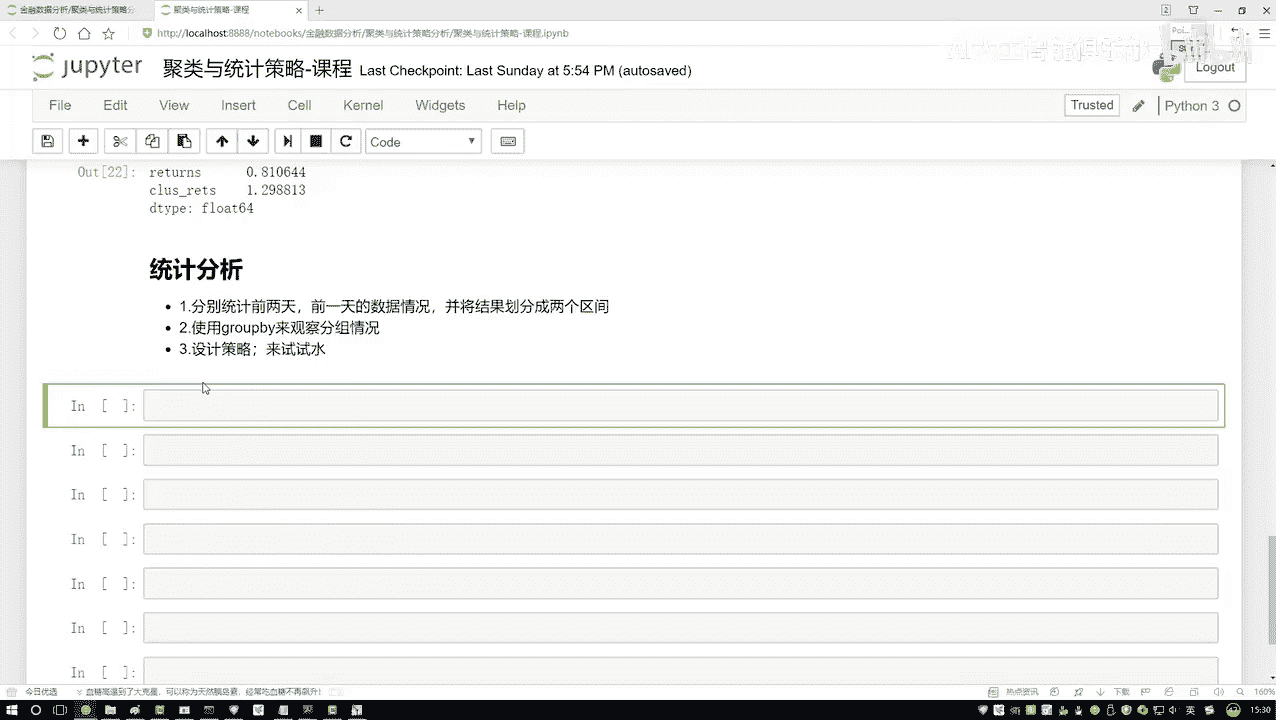 金融数据分析/聚类与统计策略分
聚类与统计策略-课程
http://localhost:8888/notebooks/金融数据分析/聚类与统计策略分析/聚类与统计策略-课程.ipynb
jupyter 聚类与统计策略-课程 Last Checkpoint: Last Sunday at 5:54 PM (autosaved)
Logout
File Edit View Insert Cell Kernel Widgets Help
Trusted
Python 3
Code
Out[22]: returns 0.810644
clus_rets 1.298813
dtype: float64
统计分析
1.分别统计前两天，前一天的数据情况，并将结果划分成两个区间
2.使用groupby来观察分组情况
3.设计策略；来试试水
In [ ]:
In [ ]:
In [ ]:
In [ ]:
In [ ]:
In [ ]:
In [ ]:
今日优选
血糖高遇到了大克星，可以称为天然胰岛素，经常吃血糖不再飙升！
热点资讯
下载
160%
英
15:30